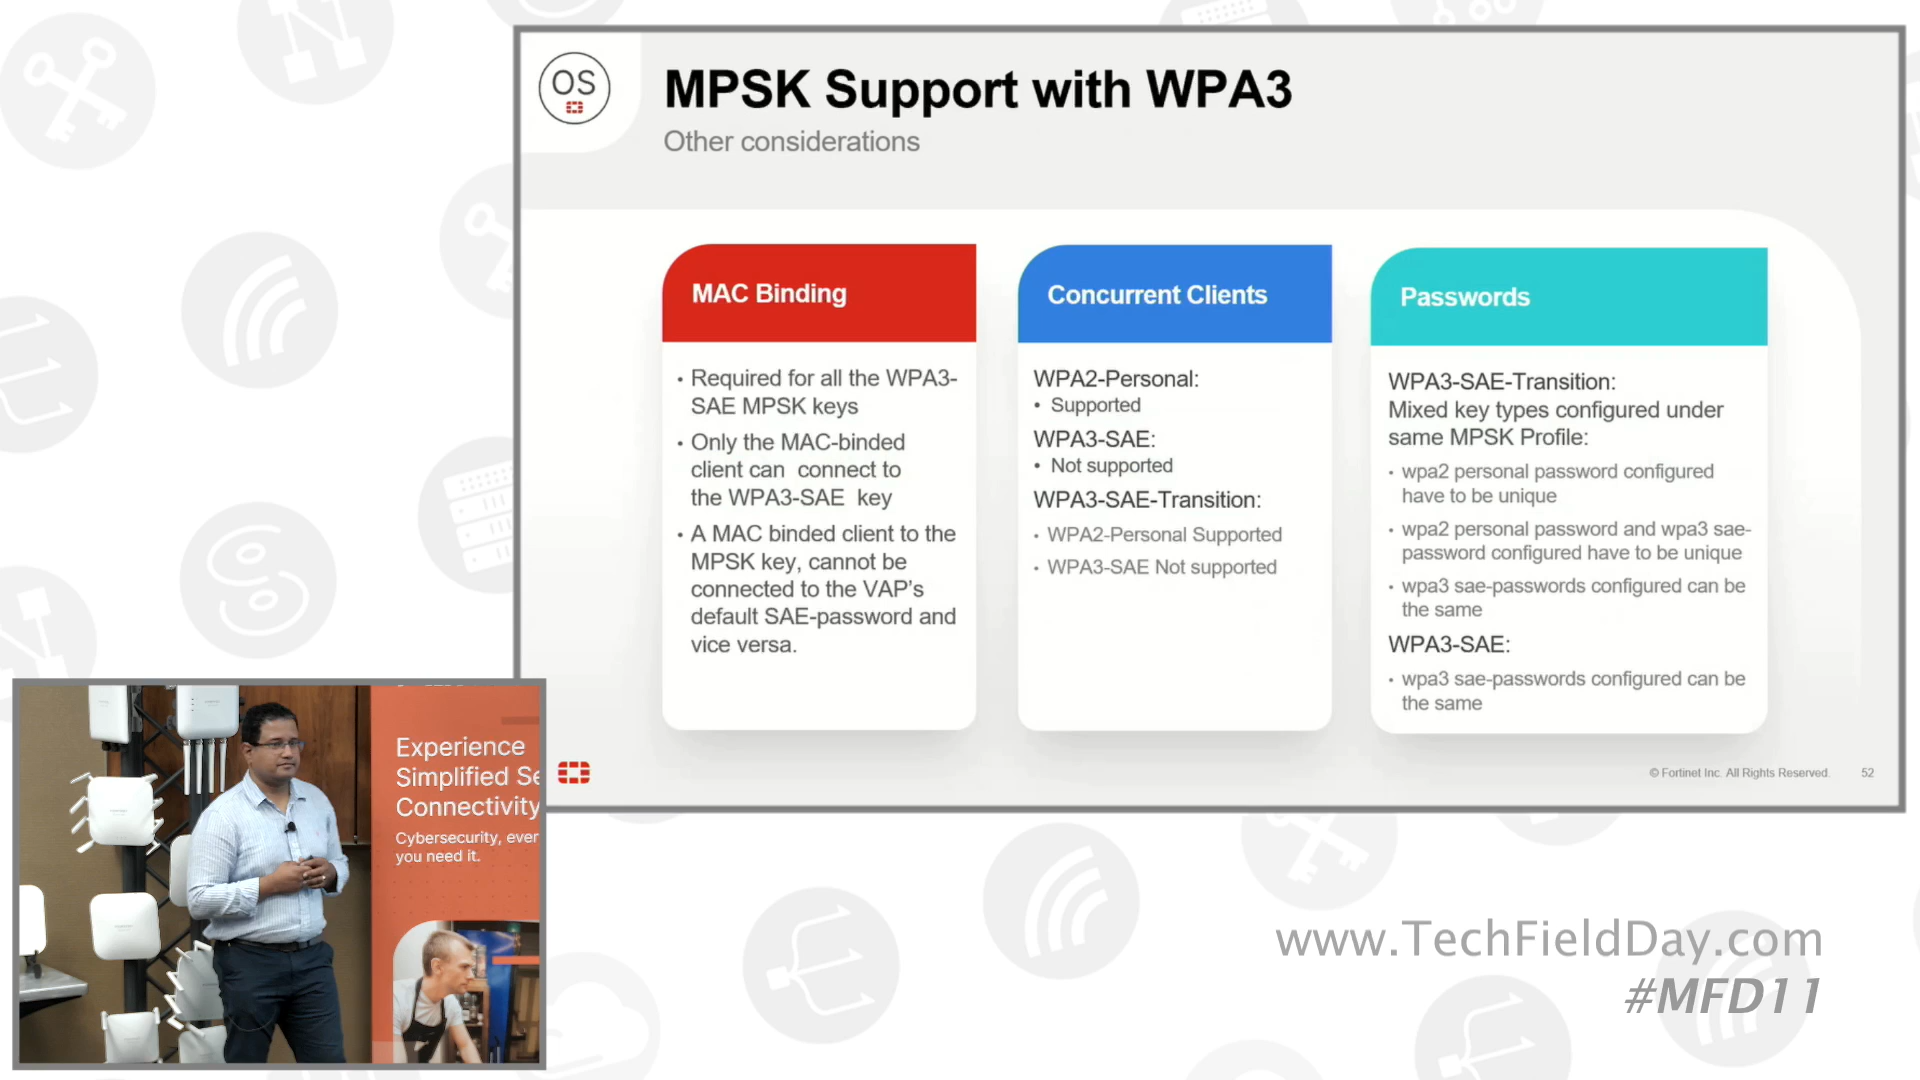 OS
MPSK Support with WPA3
Other considerations
MAC Binding
• Required for all the WPA3-
SAE MPSK keys
• Only the MAC-binded
client can connect to
the WPA3-SAE key
• A MAC binded client to the
MPSK key, cannot be
connected to the VAP's
default SAE-password and
vice versa.
Concurrent Clients
WPA2-Personal:
• Supported
WPA3-SAE:
• Not supported
WPA3-SAE-Transition:
• WPA2-Personal Supported
• WPA3-SAE Not supported
Passwords
WPA3-SAE-Transition:
Mixed key types configured under
same MPSK Profile:
• wpa2 personal password configured
have to be unique
• wpa2 personal password and wpa3 sae-
password configured have to be unique
• wpa3 sae-passwords configured can be
the same
WPA3-SAE:
• wpa3 sae-passwords configured can be
the same
© Fortinet Inc. All Rights Reserved.
52
Experience
Simplified Se
Connectivity
Cybersecurity, ever
you need it.
www.TechFieldDay.com
#MFD11